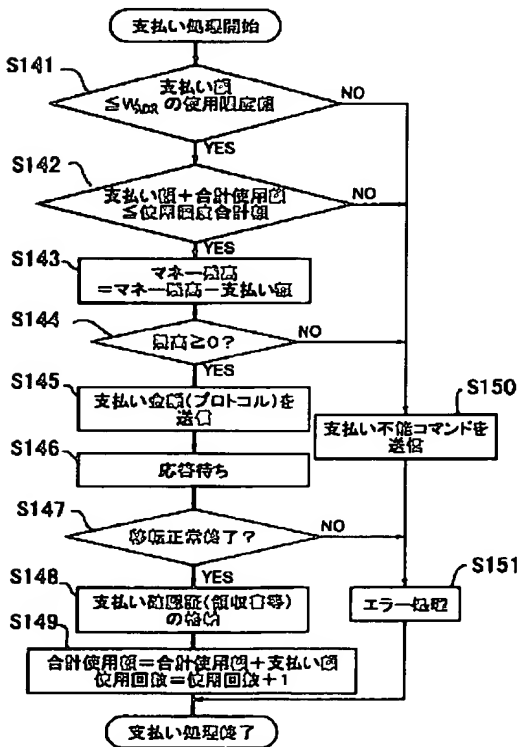 支払い処理開始
S141
支払い額
≦WADR の使用限度額
NO
YES
S142
支払い額+合計使用額
≦使用限度合計額
NO
YES
S143
マネー残高
=マネー残高-支払い額
S144
残高≧0?
NO
YES
S145
支払い金額(プロトコル)を
送信
S150
支払い不能コマンドを
送信
S146
応答待ち
S147
移転正常終了?
NO
YES
S148
支払い確認証(領収書等)
の格納
S151
エラー処理
S149
合計使用額=合計使用額+支払い額
使用回数=使用回数+1
支払い処理終了